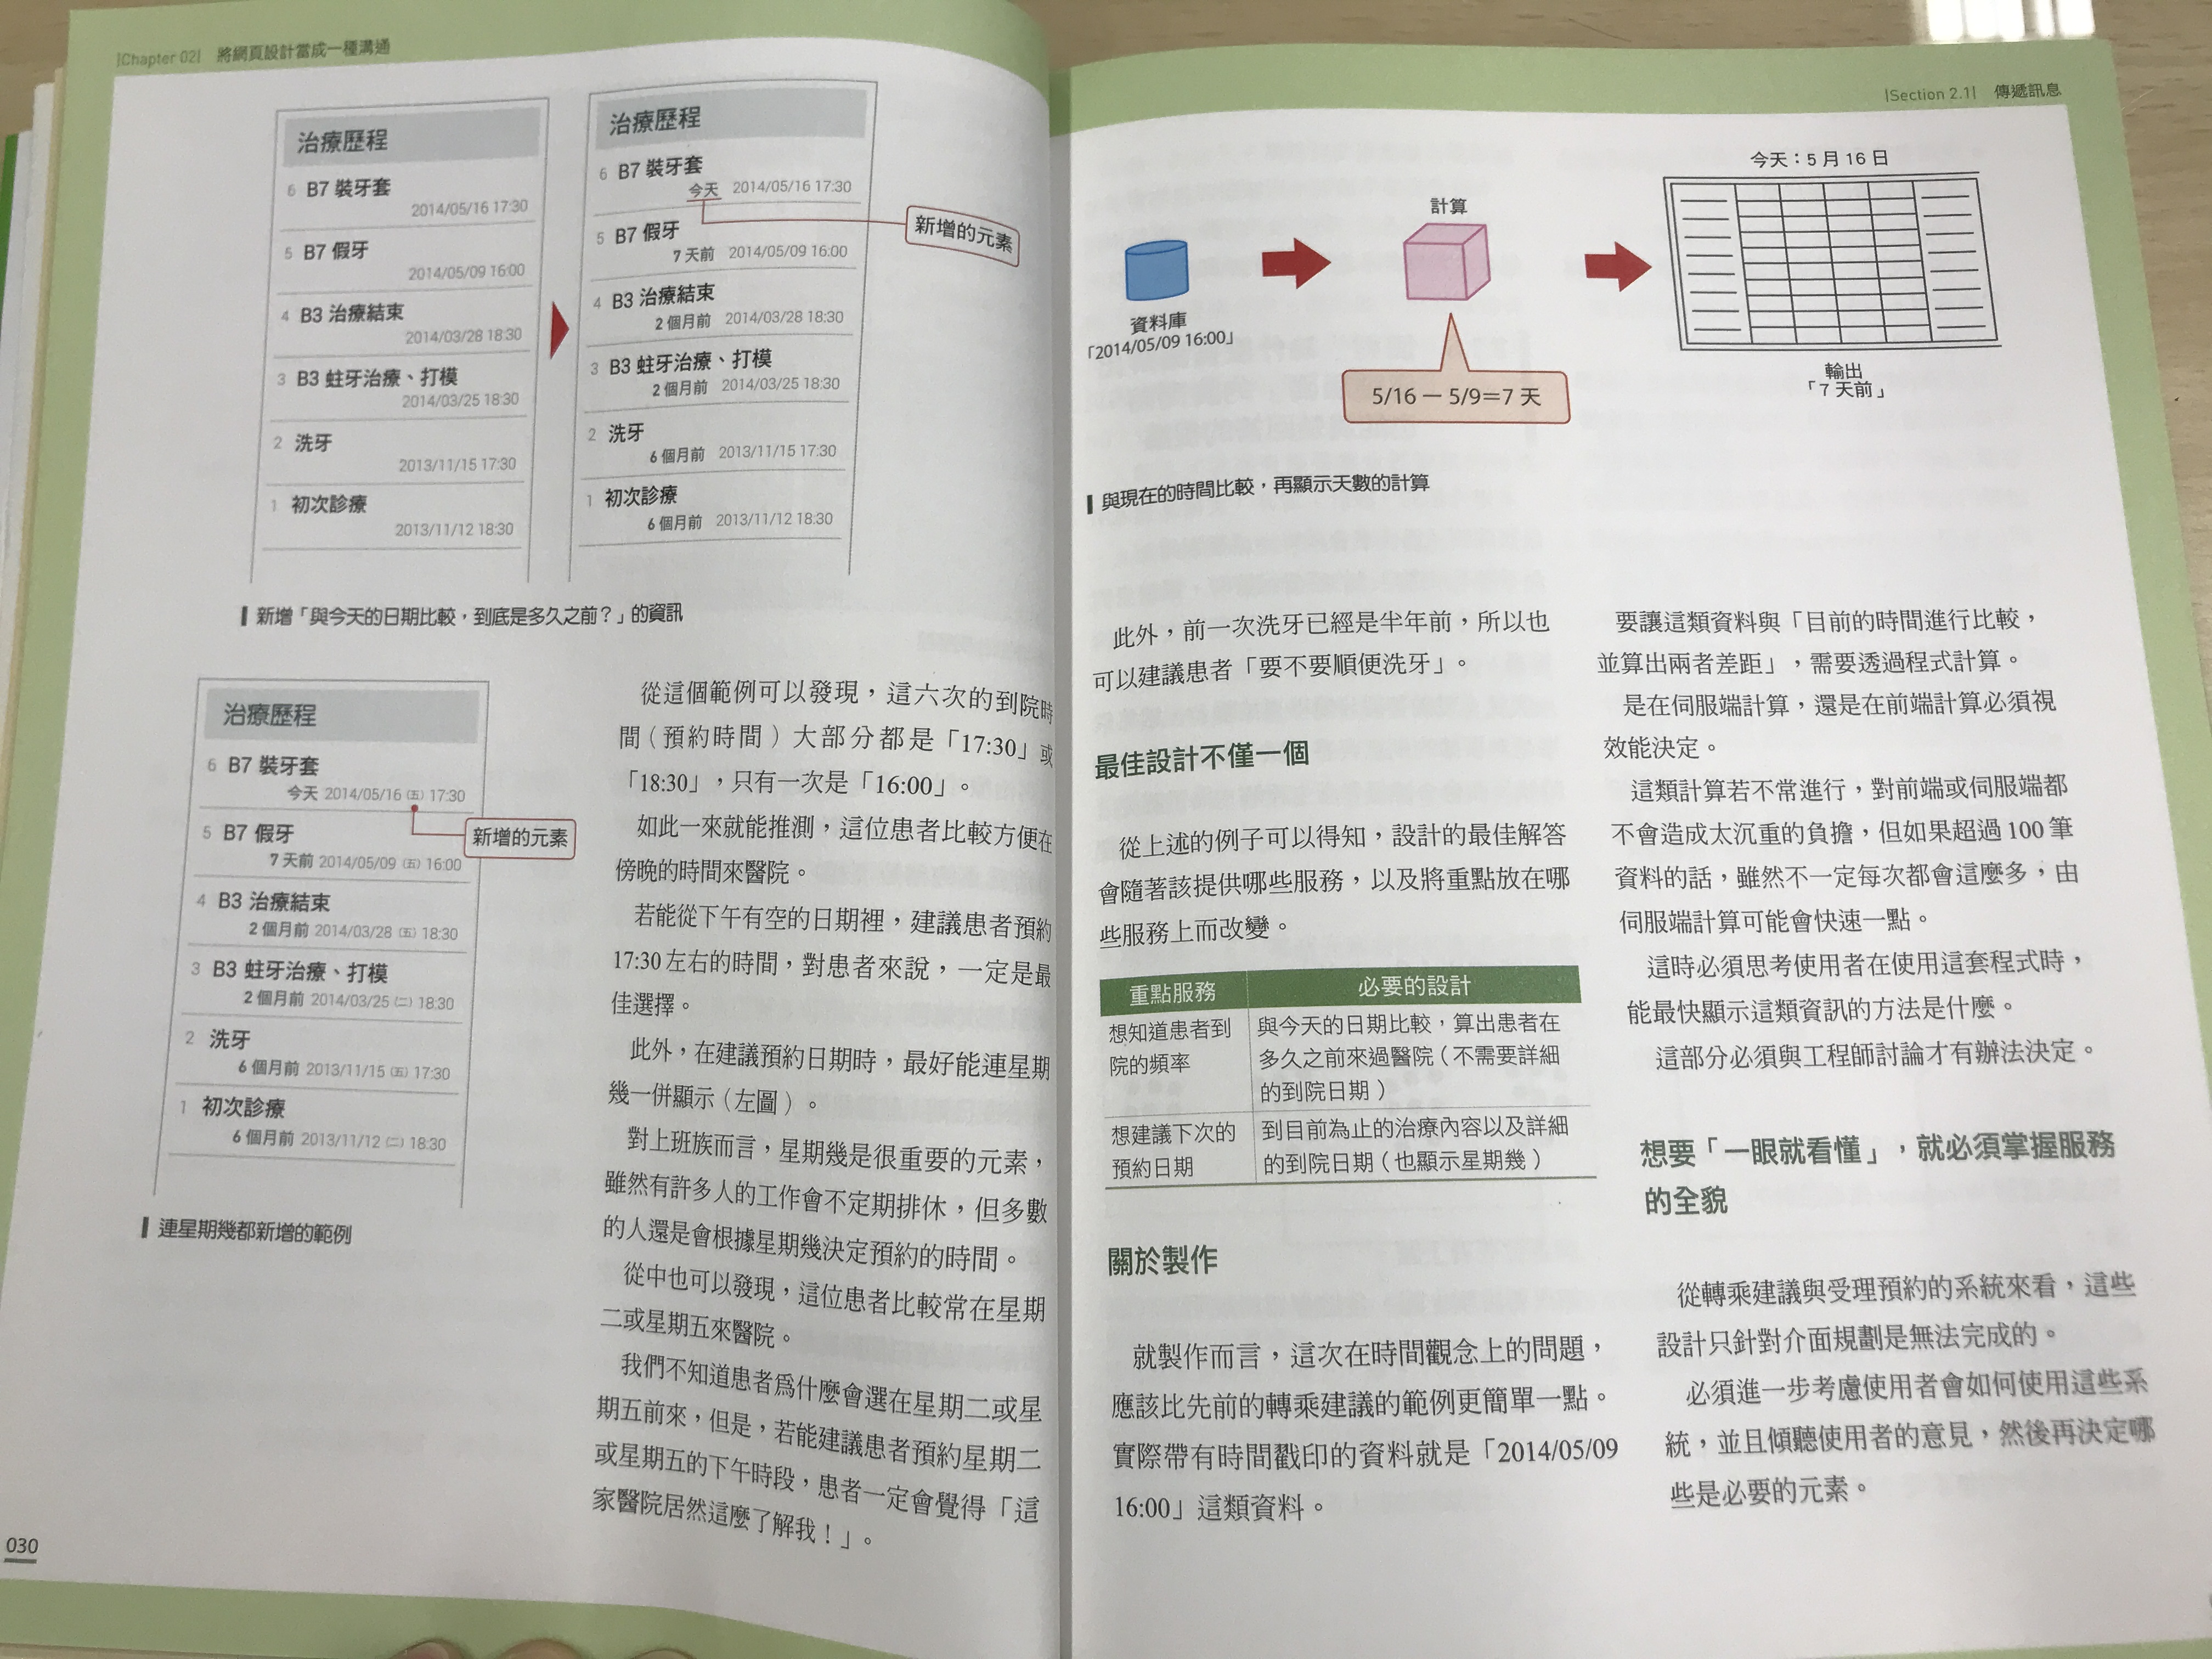 |Chapter 02| 將網頁設計當成一種溝通
治療歷程
6 B7 裝牙套
2014/05/16 17:30
5 B7 假牙
2014/05/09 16:00
4 B3 治療結束
2014/03/28 18:30
3 B3 蛀牙治療、打模
2014/03/25 18:30
2 洗牙
2013/11/15 17:30
1 初次診療
2013/11/12 18:30
治療歷程
6 B7 裝牙套
今天 2014/05/16 17:30
5 B7 假牙
7 天前 2014/05/09 16:00
4 B3 治療結束
2 個月前 2014/03/28 18:30
3 B3 蛀牙治療、打模
2 個月前 2014/03/25 18:30
2 洗牙
6 個月前 2013/11/15 17:30
1 初次診療
6 個月前 2013/11/12 18:30
新增的元素
新增「與今天的日期比較，到底是多久之前？」的資訊
治療歷程
6 B7 裝牙套
今天 2014/05/16 (五) 17:30
5 B7 假牙
7 天前 2014/05/09 (五) 16:00
4 B3 治療結束
2 個月前 2014/03/28 (五) 18:30
3 B3 蛀牙治療、打模
2 個月前 2014/03/25 (二) 18:30
2 洗牙
6 個月前 2013/11/15 (五) 17:30
1 初次診療
6 個月前 2013/11/12 (二) 18:30
新增的元素
連星期幾都新增的範例
從這個範例可以發現，這六次的到院時
間（預約時間）大部分都是「17:30」或
「18:30」，只有一次是「16:00」。
如此一來就能推測，這位患者比較方便在
傍晚的時間來醫院。
若能從下午有空的日期裡，建議患者預約
17:30左右的時間，對患者來說，一定是最
佳選擇。
此外，在建議預約日期時，最好能連星期
幾一併顯示（左圖）。
對上班族而言，星期幾是很重要的元素，
雖然有許多人的工作會不定期排休，但多數
的人還是會根據星期幾決定預約的時間。
從中也可以發現，這位患者比較常在星期
二或星期五來醫院。
我們不知道患者為什麼會選在星期二或星
期五前來，但是，若能建議患者預約星期二
或星期五的下午時段，患者一定會覺得「這
家醫院居然這麼了解我！」。
030
|Section 2.1| 傳遞訊息
資料庫
「2014/05/09 16:00」
計算
5/16 － 5/9＝7 天
今天：5 月 16 日
輸出
「7 天前」
與現在的時間比較，再顯示天數的計算
此外，前一次洗牙已經是半年前，所以也
可以建議患者「要不要順便洗牙」。
最佳設計不僅一個
從上述的例子可以得知，設計的最佳解答
會隨著該提供哪些服務，以及將重點放在哪
些服務上而改變。
重點服務 必要的設計
想知道患者到院的頻率 與今天的日期比較，算出患者在
多久之前來過醫院（不需要詳細
的到院日期）
想建議下次的預約日期 到目前為止的治療內容以及詳細
的到院日期（也顯示星期幾）
關於製作
就製作而言，這次在時間觀念上的問題，
應該比先前的轉乘建議的範例更簡單一點。
實際帶有時間戳印的資料就是「2014/05/09
16:00」這類資料。
要讓這類資料與「目前的時間進行比較，
並算出兩者差距」，需要透過程式計算。
是在伺服端計算，還是在前端計算必須視
效能決定。
這類計算若不常進行，對前端或伺服端都
不會造成太沉重的負擔，但如果超過100筆
資料的話，雖然不一定每次都會這麼多，由
伺服端計算可能會快速一點。
這時必須思考使用者在使用這套程式時，
能最快顯示這類資訊的方法是什麼。
這部分必須與工程師討論才有辦法決定。
想要「一眼就看懂」，就必須掌握服務
的全貌
從轉乘建議與受理預約的系統來看，這些
設計只針對介面規劃是無法完成的。
必須進一步考慮使用者會如何使用這些系
統，並且傾聽使用者的意見，然後再決定哪
些是必要的元素。